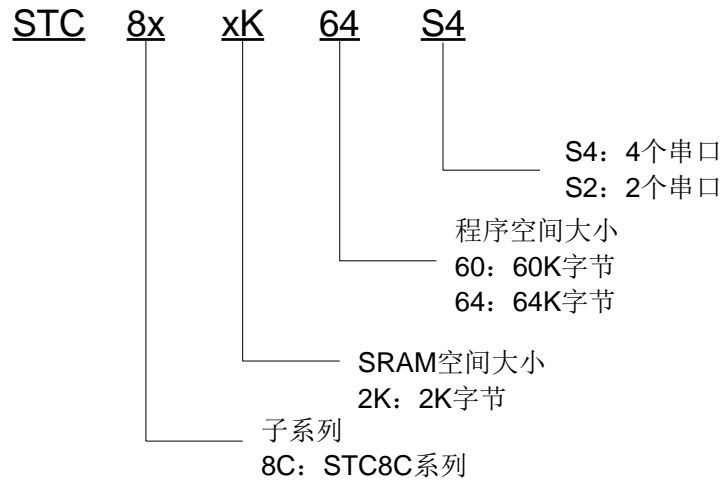 STC 8x xK 64 S4
S4：4个串口
S2：2个串口
程序空间大小
60：60K字节
64：64K字节
SRAM空间大小
2K：2K字节
子系列
8C：STC8C系列